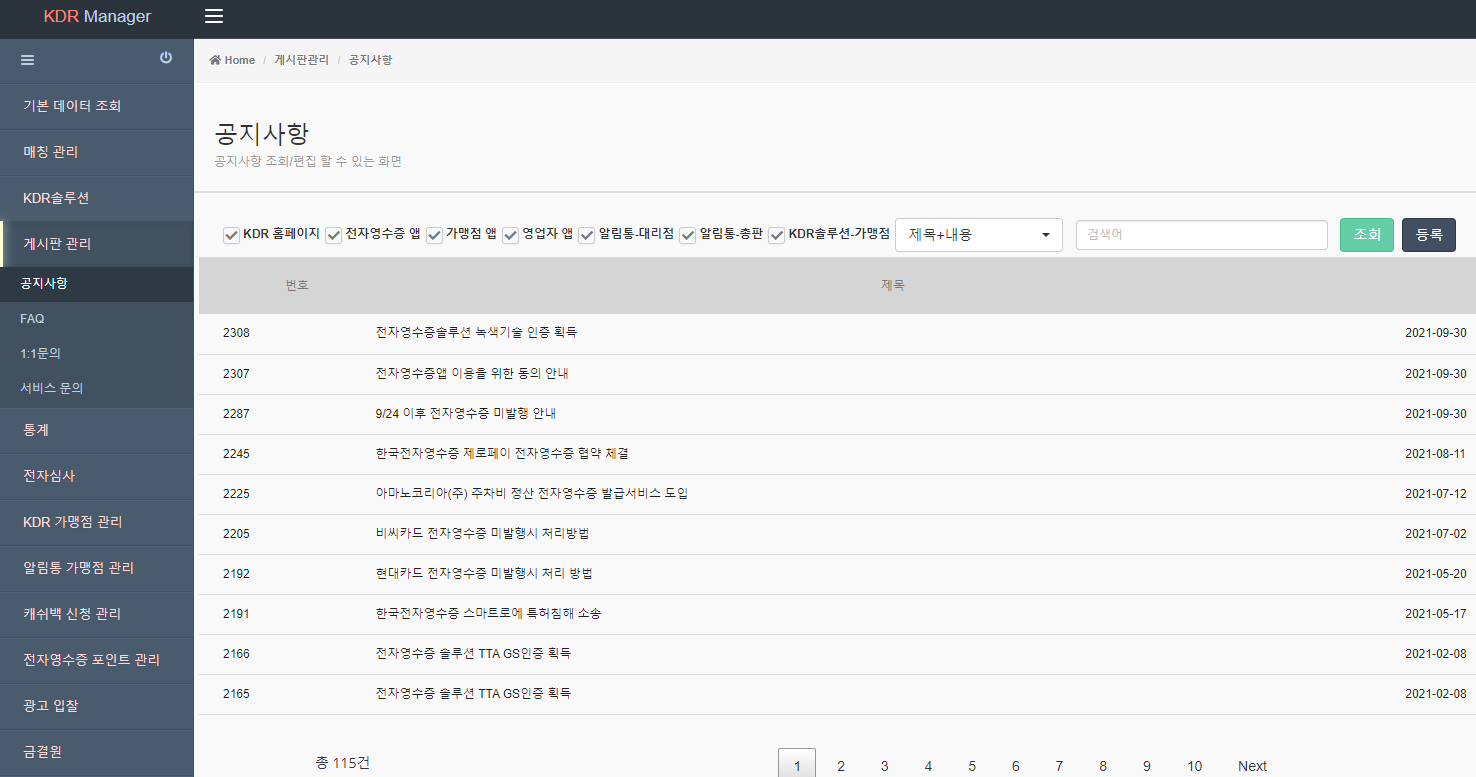 KDR Manager
Home / 게시판관리 / 공지사항
기본 데이터 조회
매칭 관리
KDR솔루션
게시판 관리
공지사항
FAQ
1:1문의
서비스 문의
통계
전자심사
KDR 가맹점 관리
알림통 가맹점 관리
캐쉬백 신청 관리
전자영수증 포인트 관리
광고 입찰
금결원
공지사항
공지사항 조회/편집 할 수 있는 화면
KDR 홈페이지 전자영수증 앱 가맹점 앱 영업자 앱 알림통-대리점 알림통-총판 KDR솔루션-가맹점 제목+내용 검색어 조회 등록
번호 제목
2308 전자영수증솔루션 녹색기술 인증 획득 2021-09-30
2307 전자영수증앱 이용을 위한 동의 안내 2021-09-30
2287 9/24 이후 전자영수증 미발행 안내 2021-09-30
2245 한국전자영수증 제로페이 전자영수증 협약 체결 2021-08-11
2225 아마노코리아(주) 주차비 정산 전자영수증 발급서비스 도입 2021-07-12
2205 비씨카드 전자영수증 미발행시 처리방법 2021-07-02
2192 현대카드 전자영수증 미발행시 처리 방법 2021-05-20
2191 한국전자영수증 스마트로에 특허침해 소송 2021-05-17
2166 전자영수증 솔루션 TTA GS인증 획득 2021-02-08
2165 전자영수증 솔루션 TTA GS인증 획득 2021-02-08
총 115건 1 2 3 4 5 6 7 8 9 10 Next